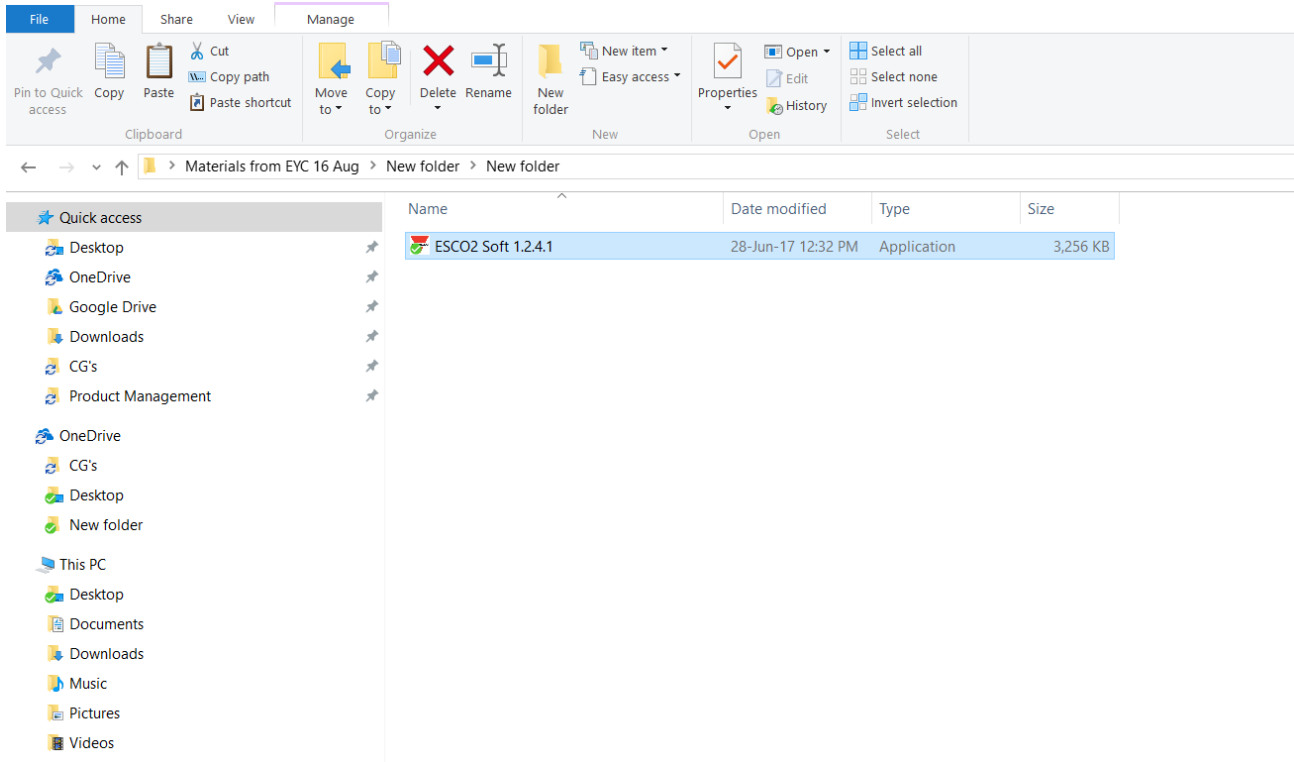 File Home Share View Manage
Pin to Quick access
Copy
Paste
Cut
Copy path
Paste shortcut
Clipboard
Move to
Copy to
Delete
Rename
Organize
New folder
New item
Easy access
New
Properties
Open
Edit
History
Open
Select all
Select none
Invert selection
Select
Materials from EYC 16 Aug > New folder > New folder
Quick access
Desktop
OneDrive
Google Drive
Downloads
CG's
Product Management
OneDrive
CG's
Desktop
New folder
This PC
Desktop
Documents
Downloads
Music
Pictures
Videos
Name Date modified Type Size
ESCO2 Soft 1.2.4.1 28-Jun-17 12:32 PM Application 3,256 KB